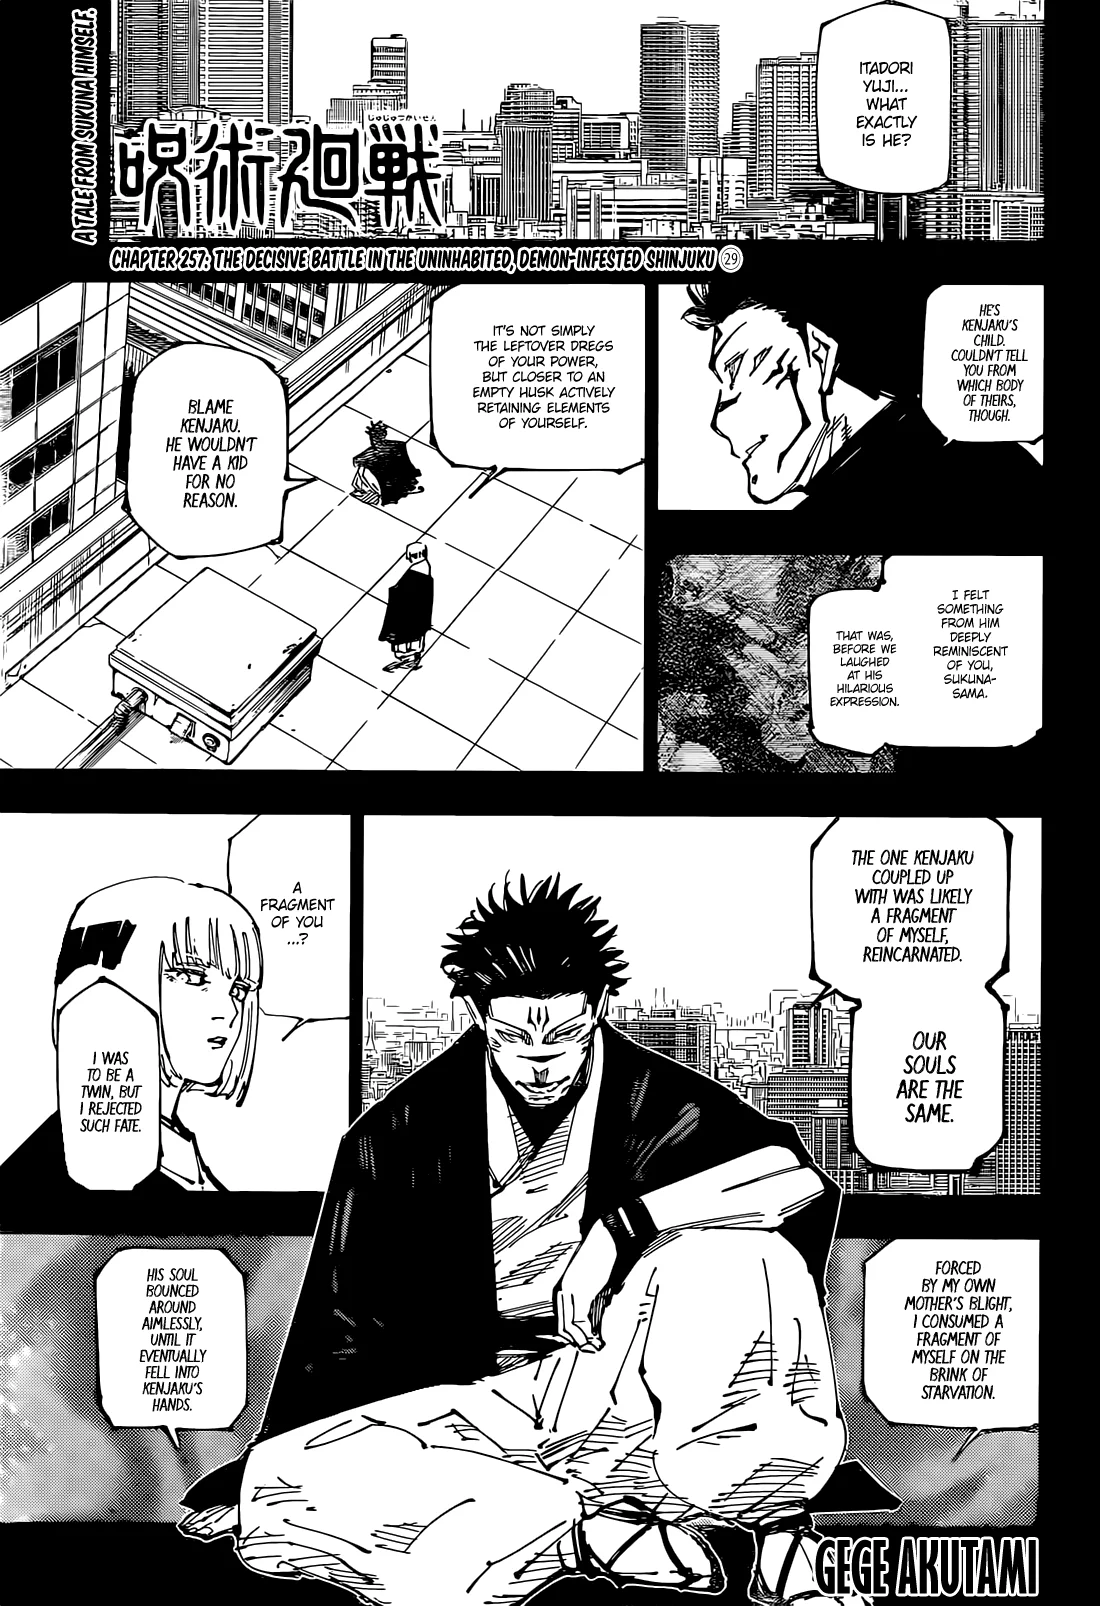 A TALE FROM SUKUNA HIMSELF.
ITADORI
YUJI...
WHAT
EXACTLY
IS HE?
じゅじゅつかいせん
呪術廻戦
CHAPTER 257: THE DECISIVE BATTLE IN THE UNINHABITED, DEMON-INFESTED SHINJUKU 29
HE'S
KENJAKU'S
CHILD.
COULDN'T TELL
YOU FROM
WHICH BODY
OF THEIRS,
THOUGH.
IT'S NOT SIMPLY
THE LEFTOVER DREGS
OF YOUR POWER,
BUT CLOSER TO AN
EMPTY HUSK ACTIVELY
RETAINING ELEMENTS
OF YOURSELF.
BLAME
KENJAKU.
HE WOULDN'T
HAVE A KID
FOR NO
REASON.
I FELT
SOMETHING
FROM HIM
DEEPLY
REMINISCENT
OF YOU,
SUKUNA-
SAMA.
THAT WAS,
BEFORE WE
LAUGHED
AT HIS
HILARIOUS
EXPRESSION.
THE ONE KENJAKU
COUPLED UP
WITH WAS LIKELY
A FRAGMENT
OF MYSELF,
REINCARNATED.
OUR
SOULS
ARE THE
SAME.
A
FRAGMENT
OF YOU
...?
I WAS
TO BE A
TWIN, BUT
I REJECTED
SUCH FATE.
FORCED
BY MY OWN
MOTHER'S BLIGHT,
I CONSUMED A
FRAGMENT OF
MYSELF ON THE
BRINK OF
STARVATION.
HIS SOUL
BOUNCED
AROUND
AIMLESSLY,
UNTIL IT
EVENTUALLY
FELL INTO
KENJAKU'S
HANDS.
GEGE AKUTAMI